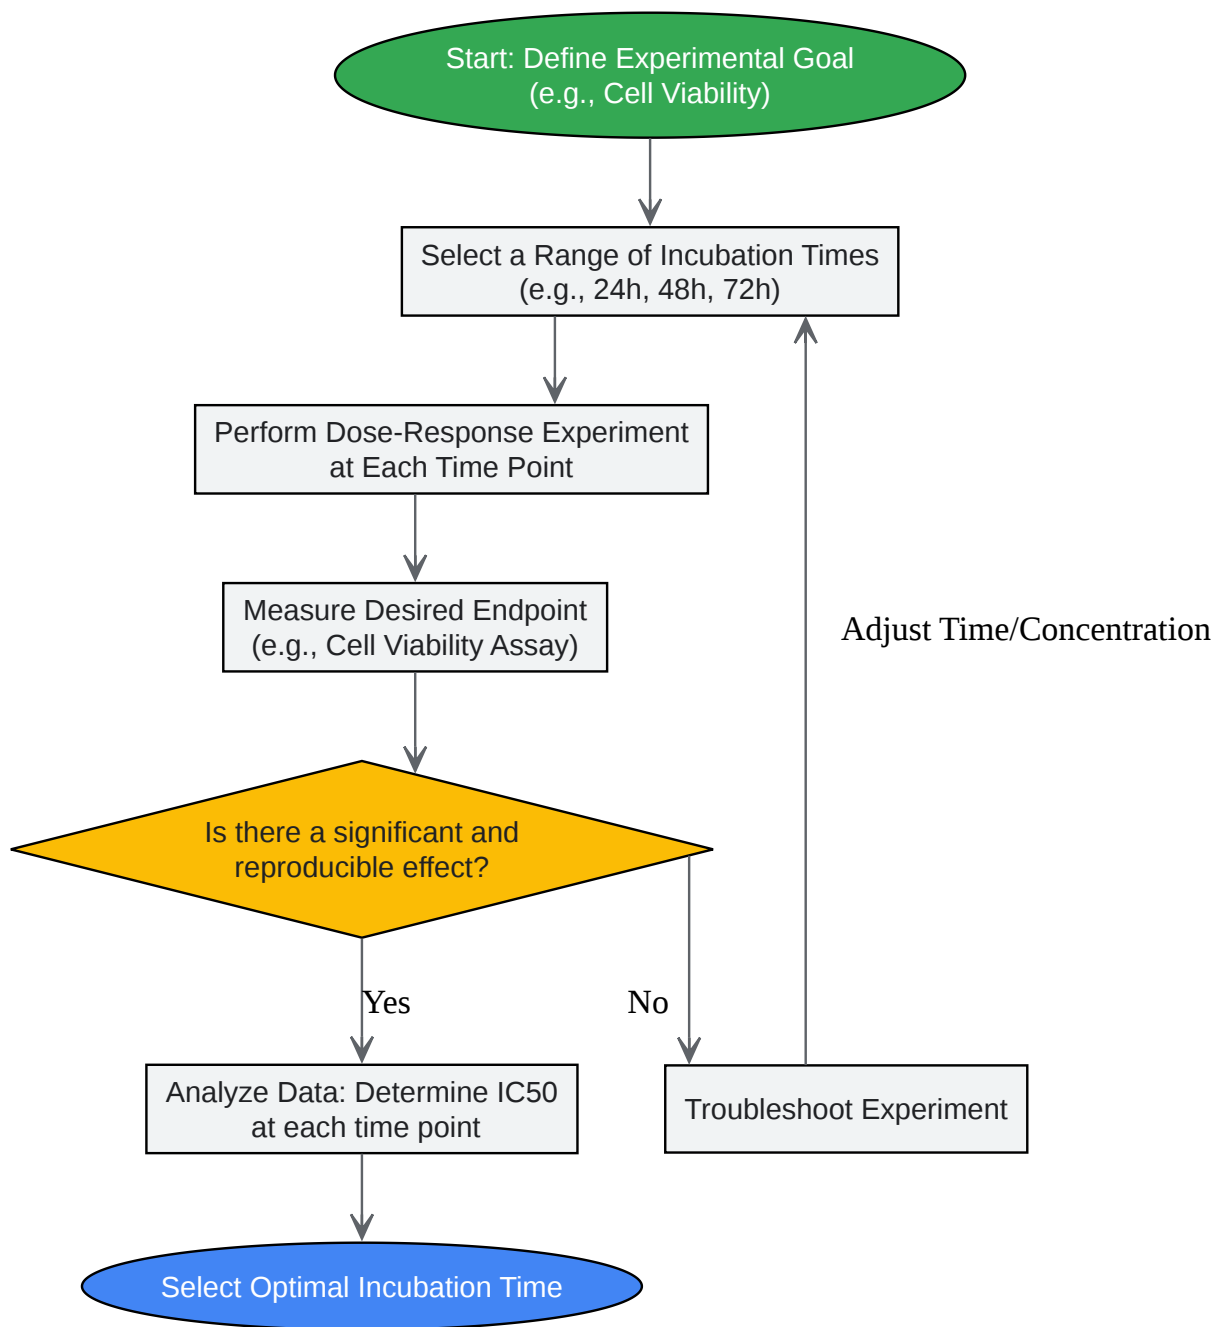 Start: Define Experimental Goal
(e.g., Cell Viability)
Select a Range of Incubation Times
(e.g., 24h, 48h, 72h)
Perform Dose-Response Experiment
at Each Time Point
Measure Desired Endpoint
(e.g., Cell Viability Assay)
Adjust Time/Concentration
Is there a significant and
reproducible effect?
Yes
No
Analyze Data: Determine IC50
at each time point
Troubleshoot Experiment
Select Optimal Incubation Time